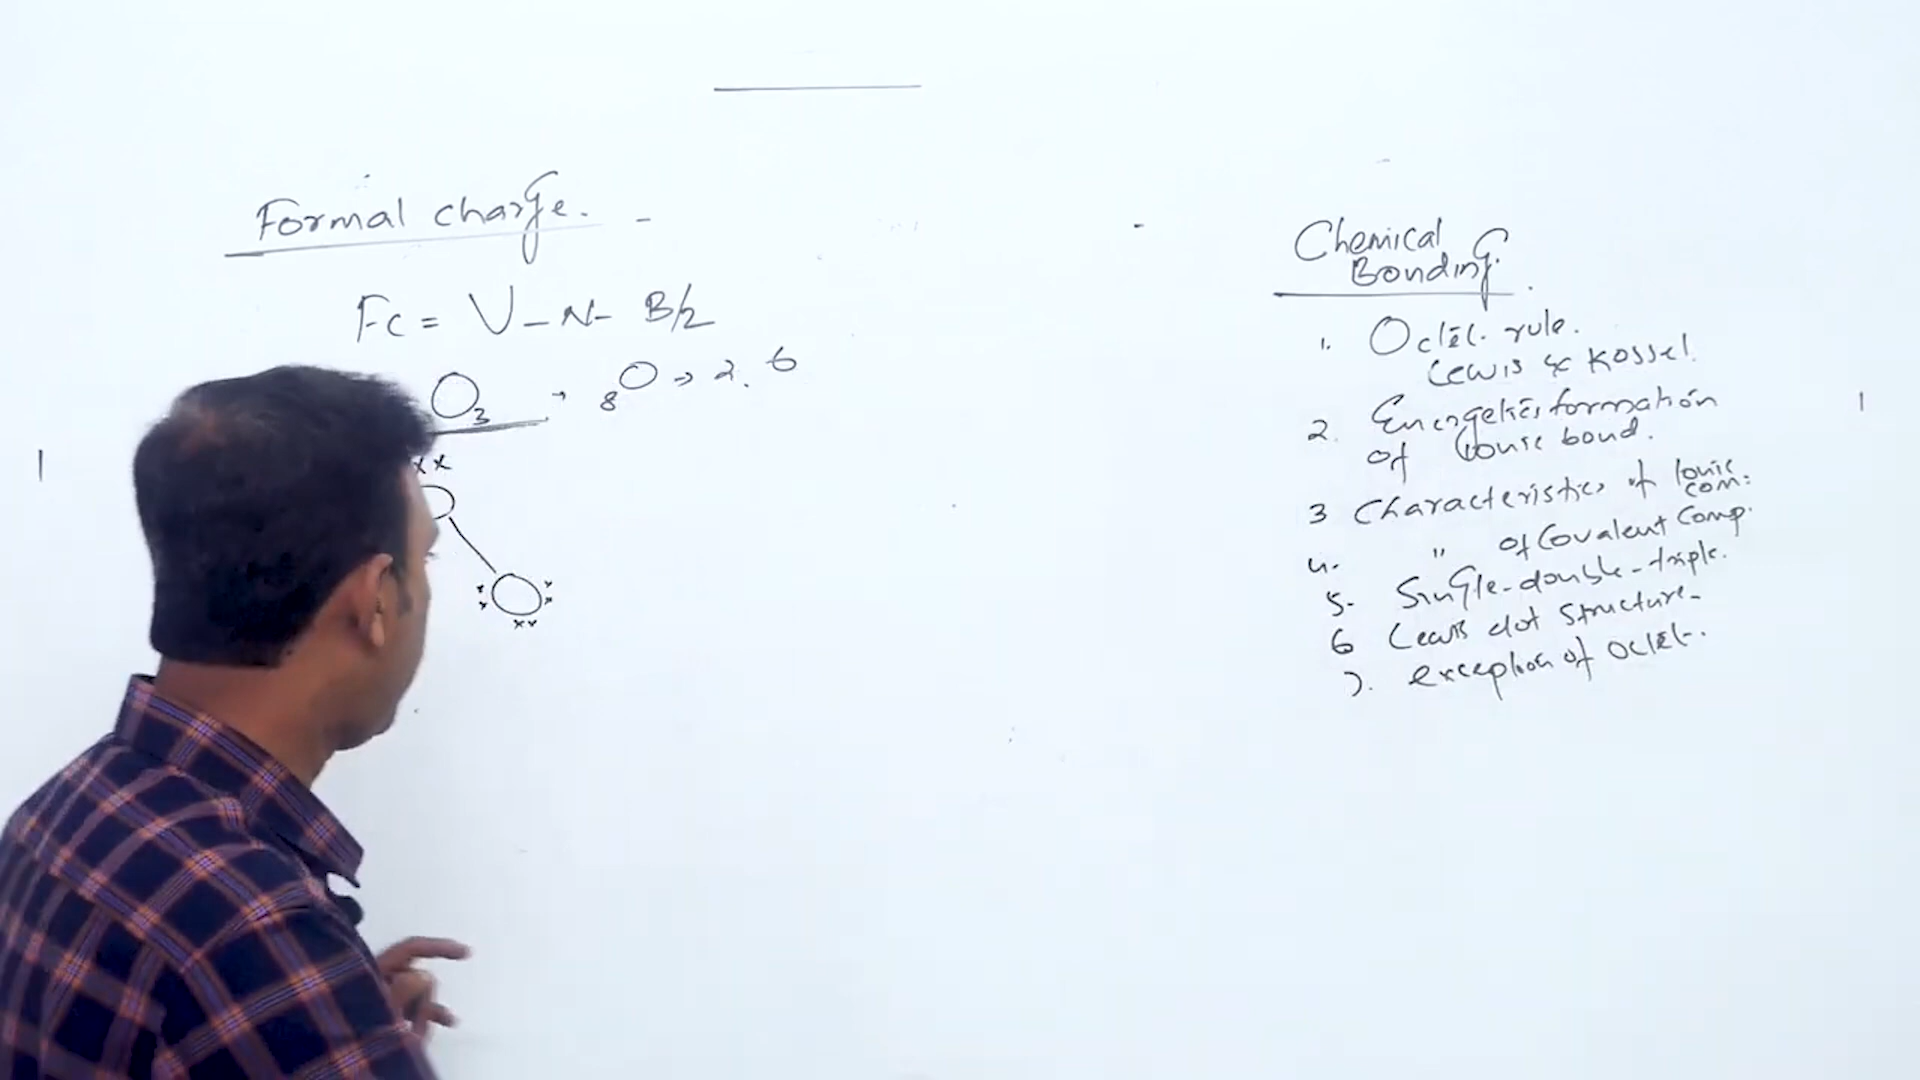 Formal charge.
Fc = V - N - B/2
O3 → 8O → 2, 6
Chemical
Bonding.
1. Octet rule.
Lewis & Kossel.
2. Energetics formation
of Ionic bond.
3 Characteristics of Ionic
com:
4. " of Covalent Comp.
5. Single-double-triple.
6 Lewis dot structure-
7. exception of Octet.